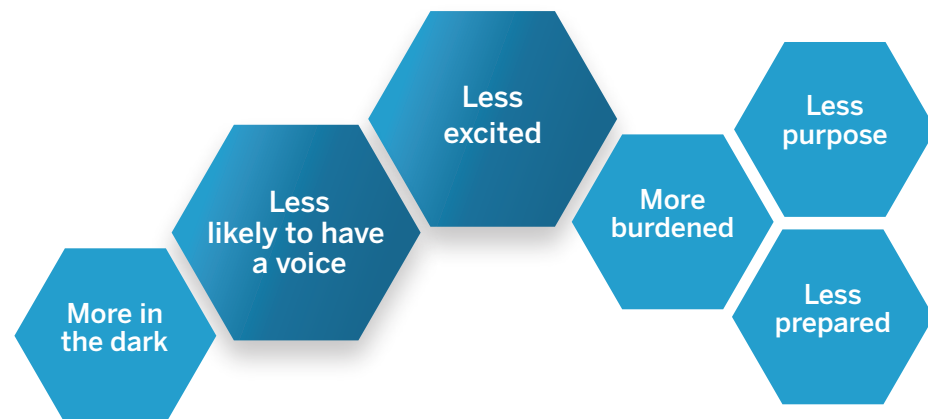 More in
the dark
Less
likely to have
a voice
Less
excited
More
burdened
Less
purpose
Less
prepared